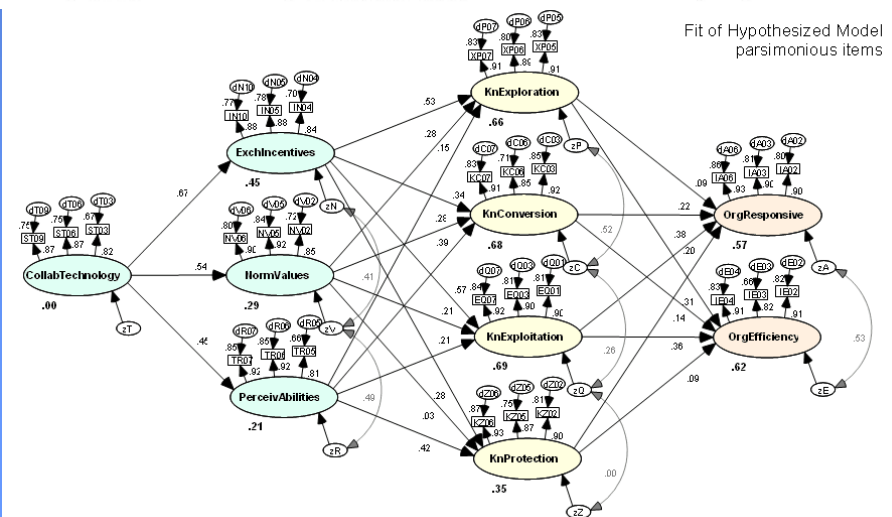 Fit of Hypothesized Model
parsimonious items
dP07 dP06 dP05
.83 .80 .83
XP07 XP06 XP05
.91 .89 .91
KnExploration
.66
zP
dN10 dN05 dN04
.77 .78 .70
IN10 IN05 IN04
.88 .88 .84
ExchIncentives
.45
zN
.53
.28
.15
dC07 dC06 dC03
.83 .71 .85
KC07 KC06 KC03
.91 .85 .92
KnConversion
.68
zC
.34
.28
.39
.52
dA06 dA03 dA02
.86 .81 .80
IA06 IA03 IA02
.93 .90 .90
OrgResponsive
.57
zA
.09
.22
.38
.20
dT09 dT06 dT03
.75 .75 .67
ST09 ST06 ST03
.87 .87 .82
CollabTechnology
.00
zT
.67
.54
dV06 dV05 dV02
.80 .84 .72
NV06 NV05 NV02
.90 .92 .85
NormValues
.29
zV
.41
dQ07 dQ03 dQ01
.84 .81 .81
EQ07 EQ03 EQ01
.92 .90 .90
KnExploitation
.69
zQ
.57
.21
.21
.26
dE04 dE03 dE02
.83 .66 .82
IE04 IE03 IE02
.91 .82 .91
OrgEfficiency
.62
zE
.31
.14
.36
.09
.53
dR07 dR06 dR05
.85 .85 .66
TR07 TR06 TR05
.92 .92 .81
PerceivAbilities
.21
zR
.49
dZ06 dZ05 dZ02
.87 .75 .81
KZ06 KZ05 KZ02
.93 .87 .90
KnProtection
.35
zZ
.28
.03
.42
.00